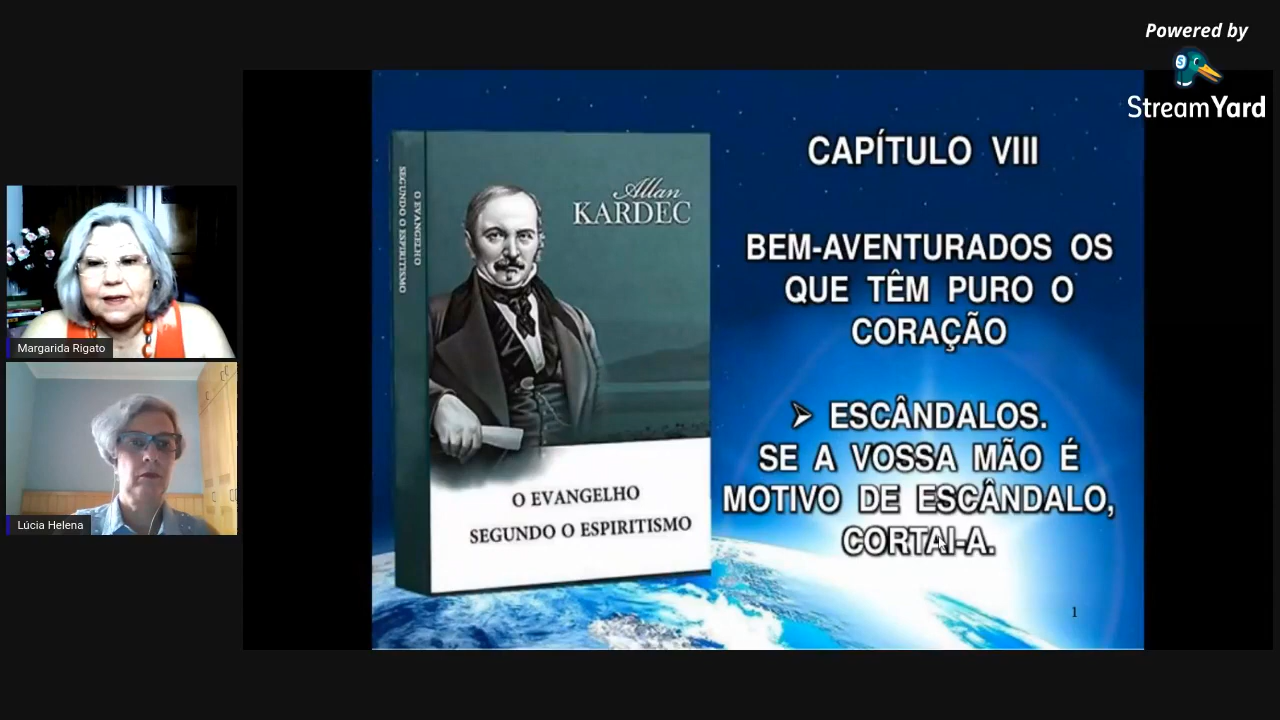 Powered by
StreamYard
Margarida Rigato
Lúcia Helena
O EVANGELHO
SEGUNDO O ESPIRITISMO
Allan
KARDEC
O EVANGELHO
SEGUNDO O ESPIRITISMO
CAPÍTULO VIII
BEM-AVENTURADOS OS
QUE TÊM PURO O
CORAÇÃO
➢ ESCÂNDALOS.
SE A VOSSA MÃO É
MOTIVO DE ESCÂNDALO,
CORTAI-A.
1